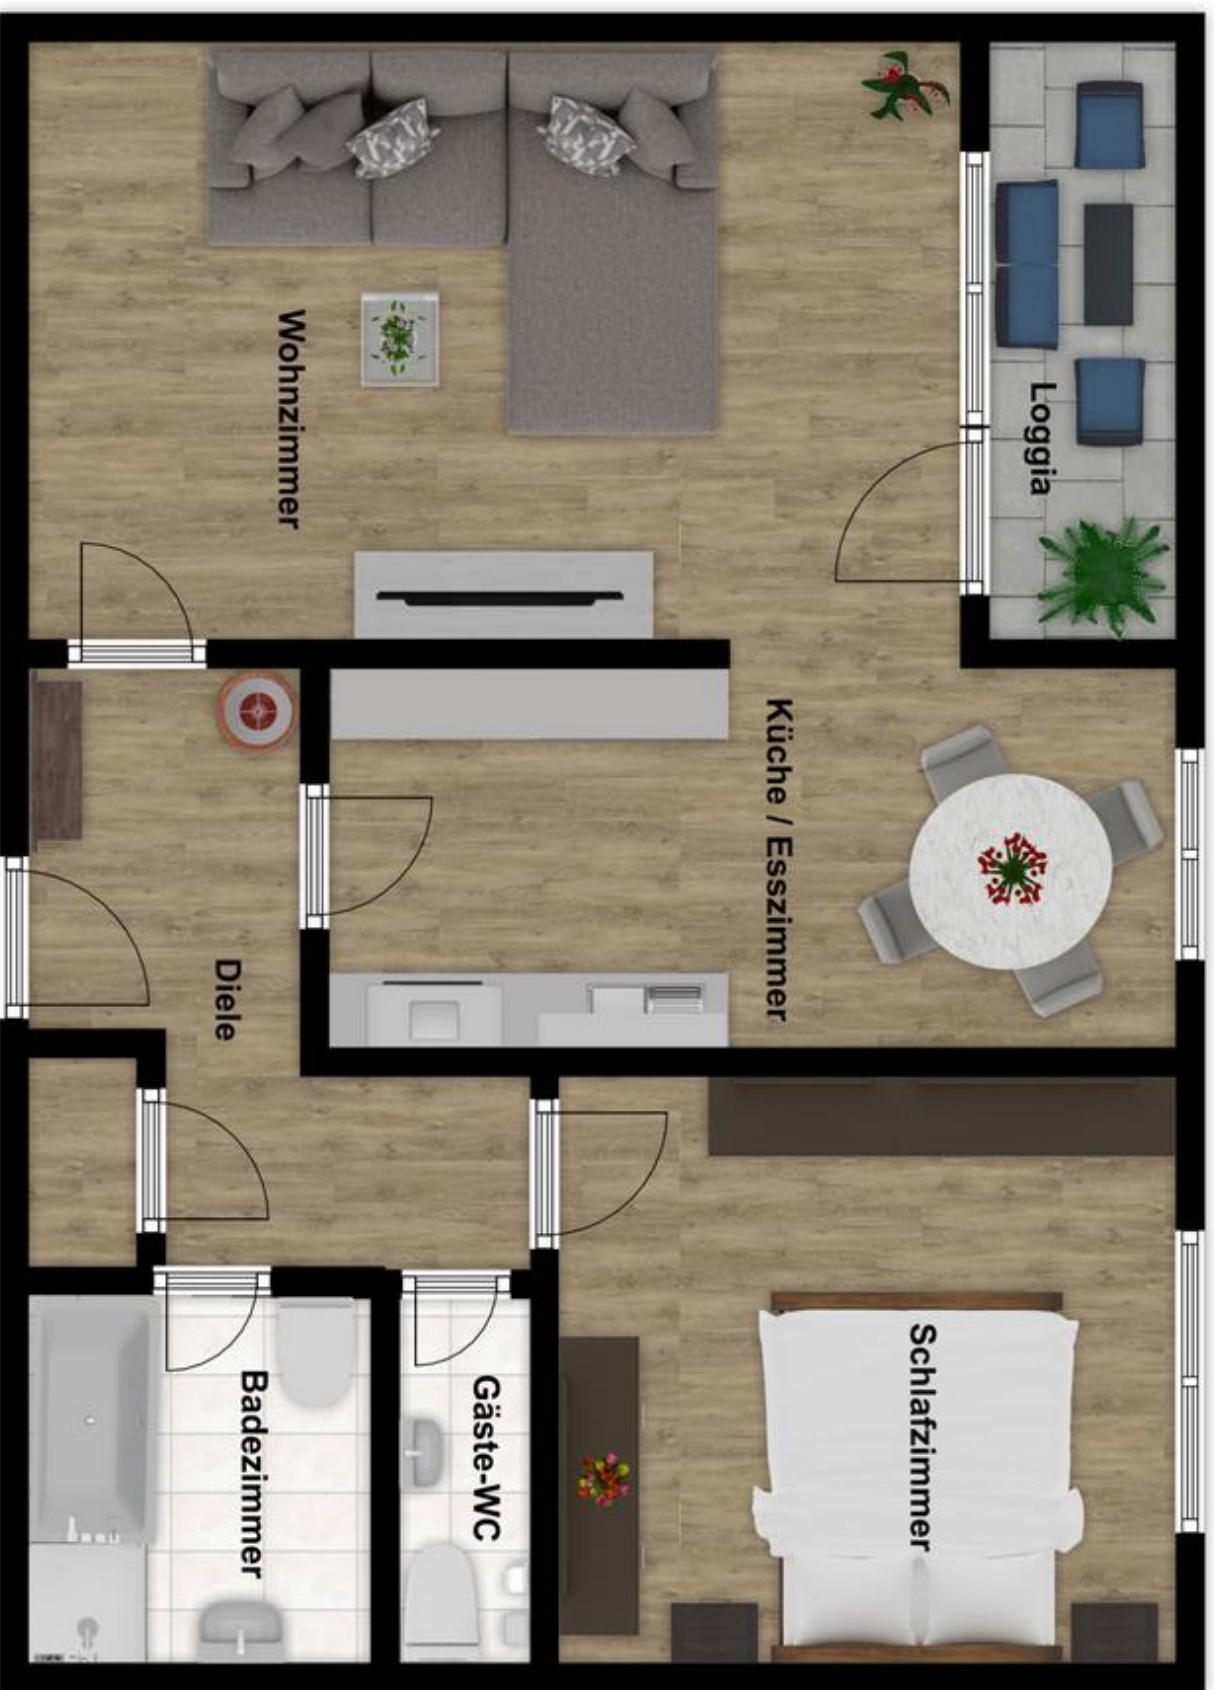 Loggia
Wohnzimmer
Küche / Esszimmer
Diele
Schlafzimmer
Gäste-WC
Badezimmer